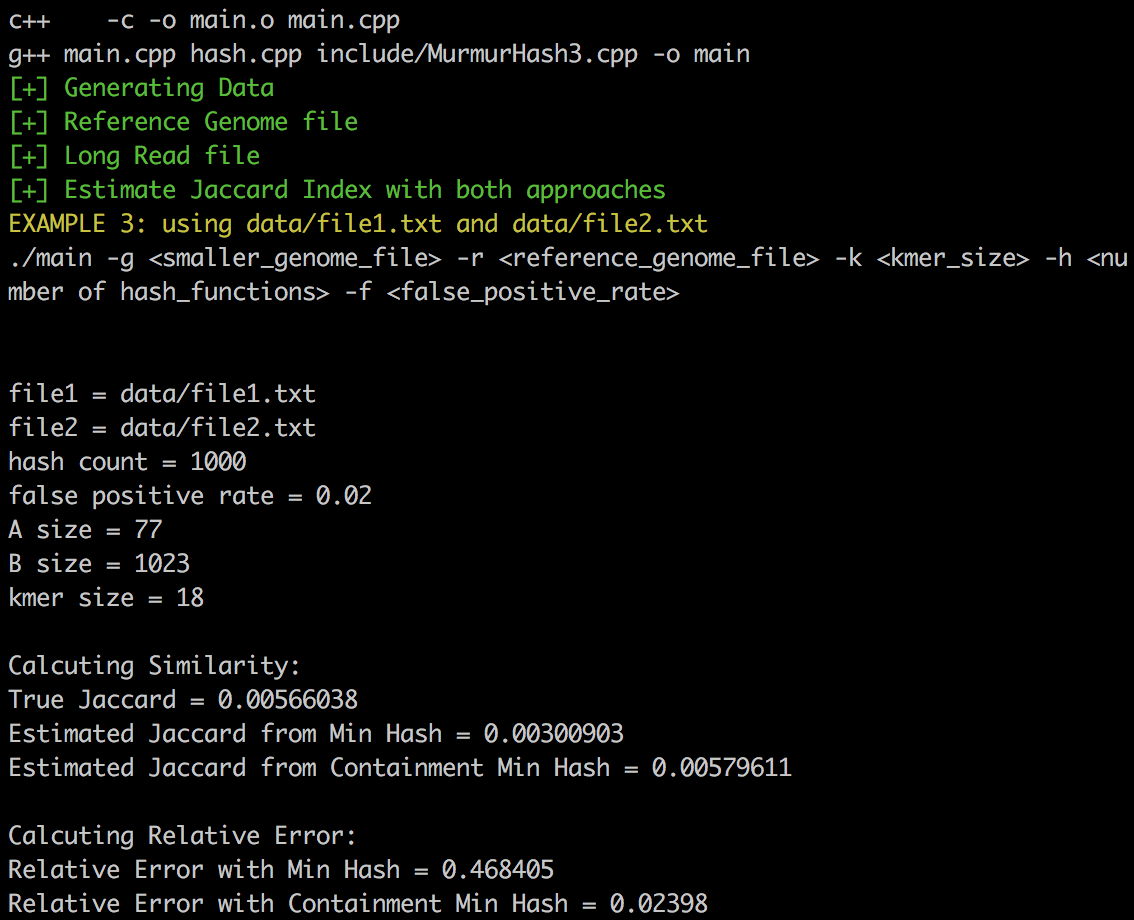 c++    -c -o main.o main.cpp
g++ main.cpp hash.cpp include/MurmurHash3.cpp -o main
[+] Generating Data
[+] Reference Genome file
[+] Long Read file
[+] Estimate Jaccard Index with both approaches
EXAMPLE 3: using data/file1.txt and data/file2.txt
./main -g <smaller_genome_file> -r <reference_genome_file> -k <kmer_size> -h <nu
mber of hash_functions> -f <false_positive_rate>
file1 = data/file1.txt
file2 = data/file2.txt
hash count = 1000
false positive rate = 0.02
A size = 77
B size = 1023
kmer size = 18
Calcuting Similarity:
True Jaccard = 0.00566038
Estimated Jaccard from Min Hash = 0.00300903
Estimated Jaccard from Containment Min Hash = 0.00579611
Calcuting Relative Error:
Relative Error with Min Hash = 0.468405
Relative Error with Containment Min Hash = 0.02398